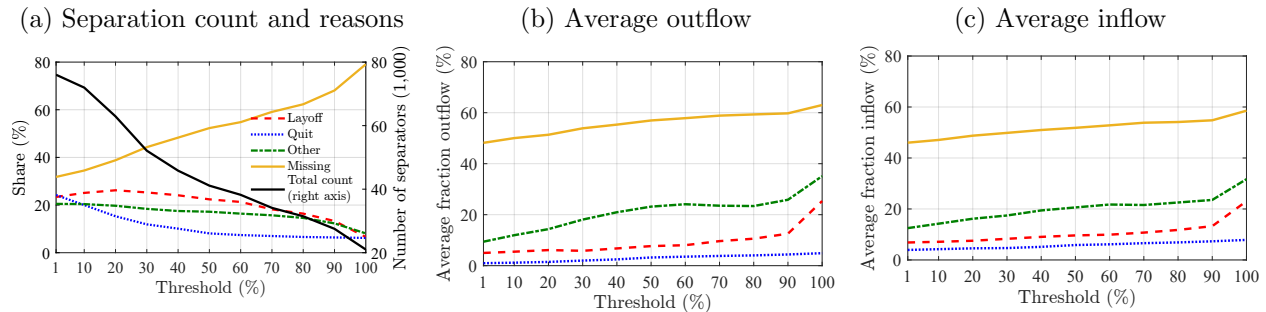 (a) Separation count and reasons
Share (%)
80
60
40
20
0
80
60
40
20
Number of separators (1,000)
Layoff
Quit
Other
Missing
Total count
(right axis)
1 10 20 30 40 50 60 70 80 90 100
Threshold (%)
(b) Average outflow
Average fraction outflow (%)
80
60
40
20
0
1 10 20 30 40 50 60 70 80 90 100
Threshold (%)
(c) Average inflow
Average fraction inflow (%)
80
60
40
20
0
1 10 20 30 40 50 60 70 80 90 100
Threshold (%)